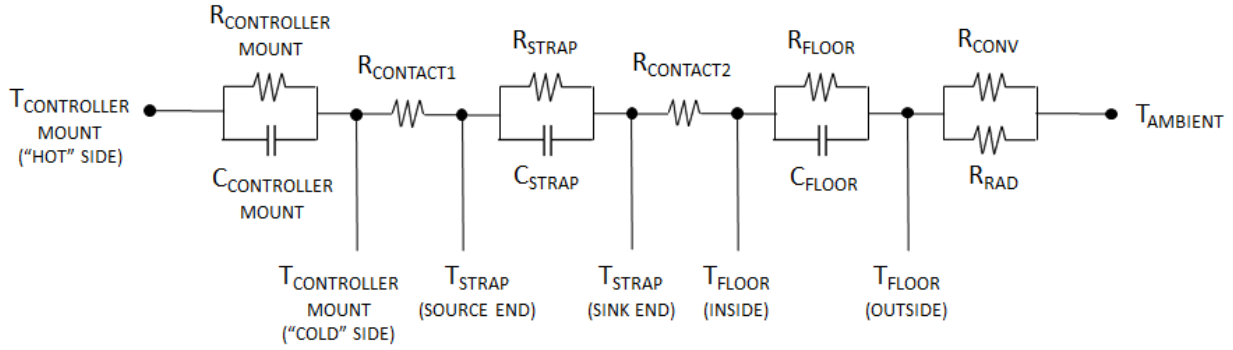 RCONTROLLER
MOUNT
RCONTACT1
RSTRAP
RCONTACT2
RFLOOR
RCONV
TCONTROLLER
MOUNT
("HOT" SIDE)
TAMBIENT
CCONTROLLER
MOUNT
CSTRAP
CFLOOR
RRAD
TCONTROLLER
MOUNT
("COLD" SIDE)
TSTRAP
(SOURCE END)
TSTRAP
(SINK END)
TFLOOR
(INSIDE)
TFLOOR
(OUTSIDE)